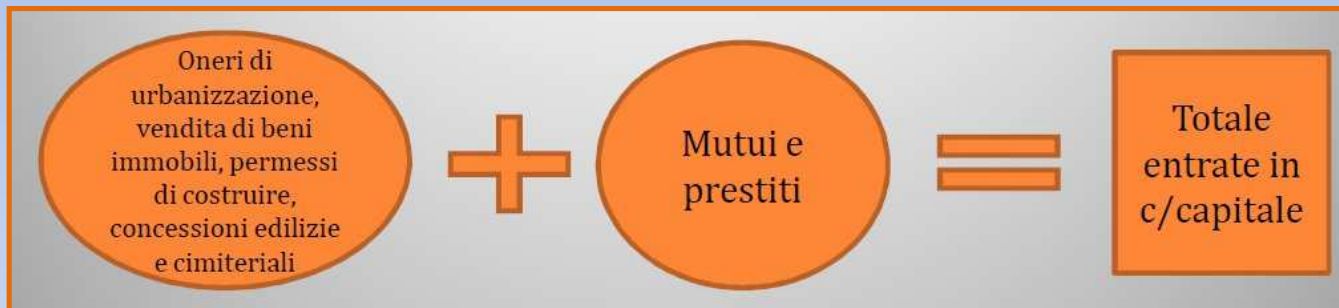 Oneri di
urbanizzazione,
vendita di beni
immobili, permessi
di costruire,
concessioni edilizie
e cimiteriali
Mutui e
prestiti
Totale
entrate in
c/capitale